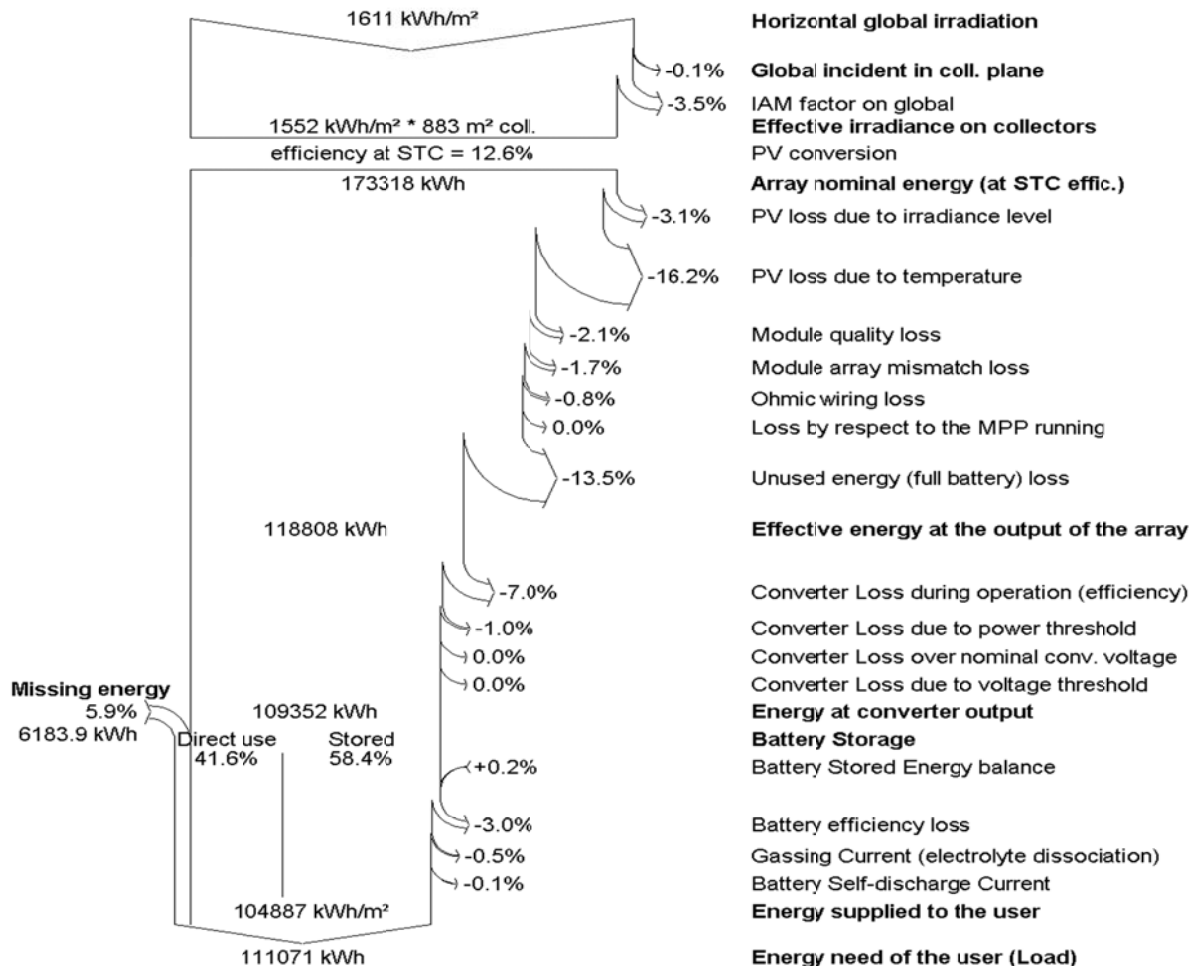 1611 kWh/m² Horizontal global irradiation
-0.1% Global incident in coll. plane
-3.5% IAM factor on global
1552 kWh/m² * 883 m² coll. Effective irradiance on collectors
efficiency at STC = 12.6% PV conversion
173318 kWh Array nominal energy (at STC effic.)
-3.1% PV loss due to irradiance level
-16.2% PV loss due to temperature
-2.1% Module quality loss
-1.7% Module array mismatch loss
-0.8% Ohmic wiring loss
0.0% Loss by respect to the MPP running
-13.5% Unused energy (full battery) loss
118808 kWh Effective energy at the output of the array
-7.0% Converter Loss during operation (efficiency)
-1.0% Converter Loss due to power threshold
0.0% Converter Loss over nominal conv. voltage
0.0% Converter Loss due to voltage threshold
Missing energy
5.9% 109352 kWh Energy at converter output
6183.9 kWh Direct use Stored Battery Storage
41.6% 58.4% +0.2% Battery Stored Energy balance
-3.0% Battery efficiency loss
-0.5% Gassing Current (electrolyte dissociation)
-0.1% Battery Self-discharge Current
104887 kWh/m² Energy supplied to the user
111071 kWh Energy need of the user (Load)